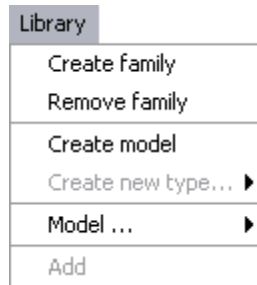 Library
Create family
Remove family
Create model
Create new type...
Model ...
Add